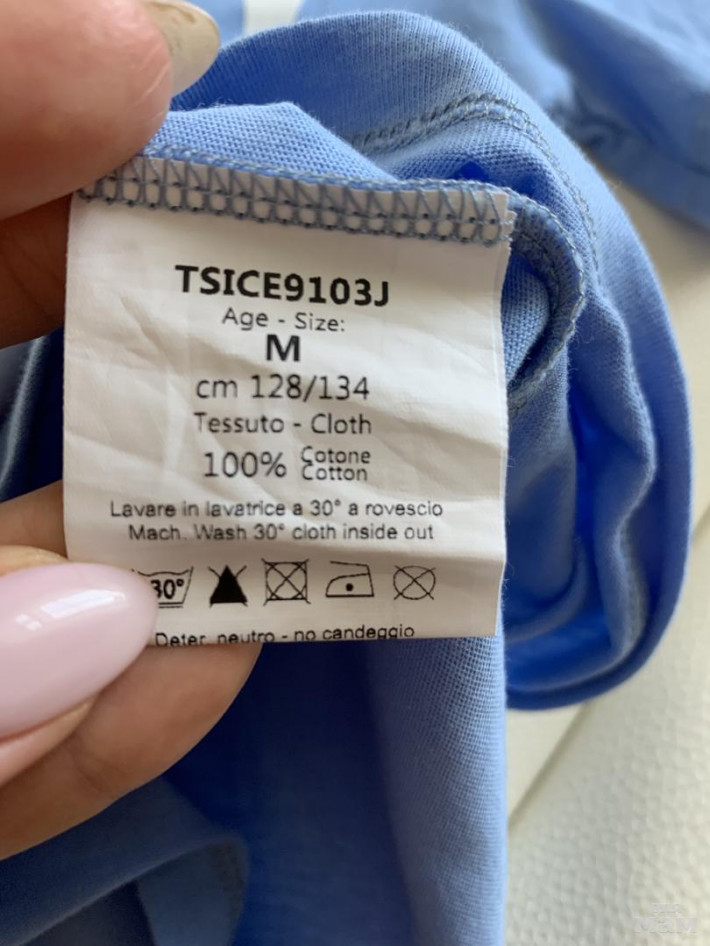 TSICE9103J
Age - Size:
M
cm 128/134
Tessuto - Cloth
100% Cotone
Cotton
Lavare in lavatrice a 30° a rovescio
Mach. Wash 30° cloth inside out
30°
Deter. neutro - no candeggio